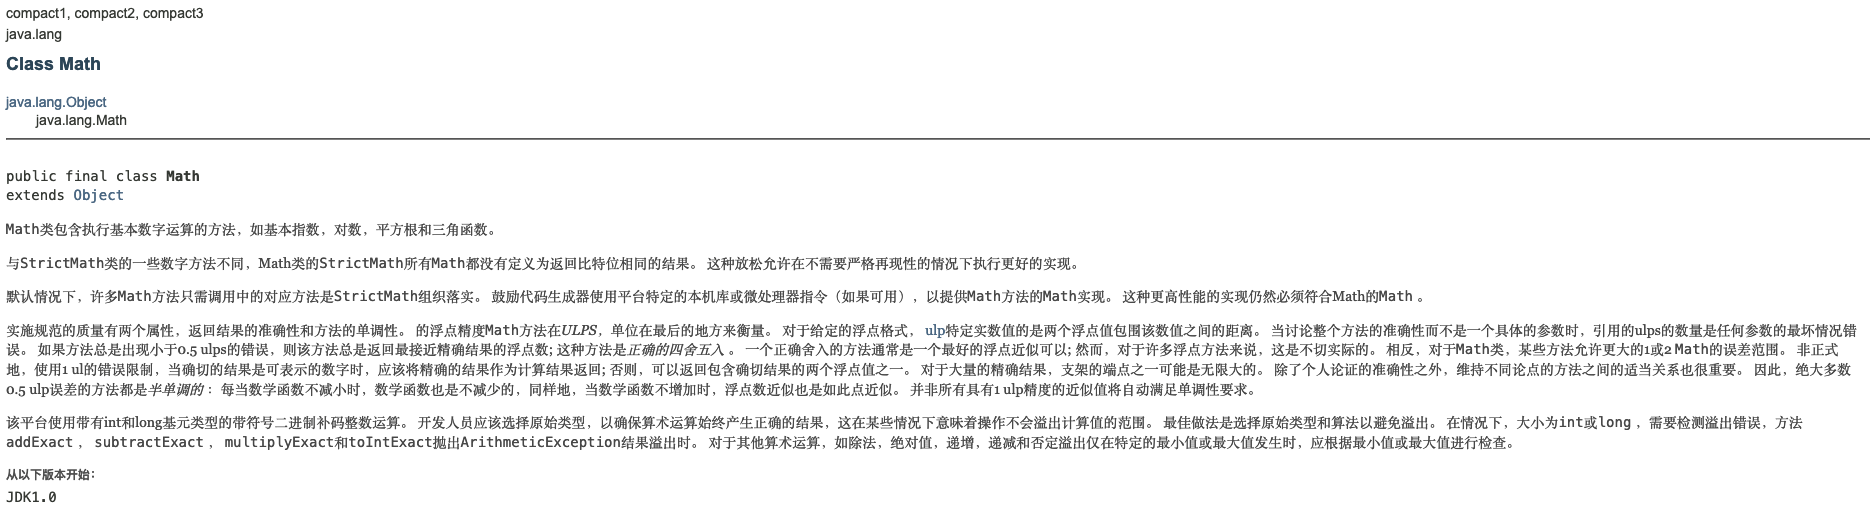 compact1, compact2, compact3
java.lang
Class Math
java.lang.Object
java.lang.Math
public final class Math
extends Object
Math类包含执行基本数字运算的方法，如基本指数，对数，平方根和三角函数。
与StrictMath类的一些数字方法不同，Math类的StrictMath所有Math都没有定义为返回比特位相同的结果。 这种放松允许在不需要严格再现性的情况下执行更好的实现。
默认情况下，许多Math方法只需调用中的对应方法是StrictMath组织落实。 鼓励代码生成器使用平台特定的本机库或微处理器指令（如果可用），以提供Math方法的Math实现。 这种更高性能的实现仍然必须符合Math的Math 。
实施规范的质量有两个属性，返回结果的准确性和方法的单调性。 的浮点精度Math方法在ULPS，单位在最后的地方来衡量。 对于给定的浮点格式， ulp特定实数值的是两个浮点值包围该数值之间的距离。 当讨论整个方法的准确性而不是一个具体的参数时，引用的ulps的数量是任何参数的最坏情况错
误。 如果方法总是出现小于0.5 ulps的错误，则该方法总是返回最接近精确结果的浮点数; 这种方法是正确的四舍五入 。 一个正确舍入的方法通常是一个最好的浮点近似可以; 然而，对于许多浮点方法来说，这是不切实际的。 相反，对于Math类，某些方法允许更大的1或2 Math的误差范围。 非正式
地，使用1 ul的错误限制，当确切的结果是可表示的数字时，应该将精确的结果作为计算结果返回; 否则，可以返回包含确切结果的两个浮点值之一。 对于大量的精确结果，支架的端点之一可能是无限大的。 除了个人论证的准确性之外，维持不同论点的方法之间的适当关系也很重要。 因此，绝大多数
0.5 ulp误差的方法都是半单调的 ：每当数学函数不减小时，数学函数也是不减少的，同样地，当数学函数不增加时，浮点数近似也是如此点近似。 并非所有具有1 ulp精度的近似值将自动满足单调性要求。
该平台使用带有int和long基元类型的带符号二进制补码整数运算。 开发人员应该选择原始类型，以确保算术运算始终产生正确的结果，这在某些情况下意味着操作不会溢出计算值的范围。 最佳做法是选择原始类型和算法以避免溢出。 在情况下，大小为int或long ，需要检测溢出错误，方法
addExact ， subtractExact ， multiplyExact和toIntExact抛出ArithmeticException结果溢出时。 对于其他算术运算，如除法，绝对值，递增，递减和否定溢出仅在特定的最小值或最大值发生时，应根据最小值或最大值进行检查。
从以下版本开始：
JDK1.0